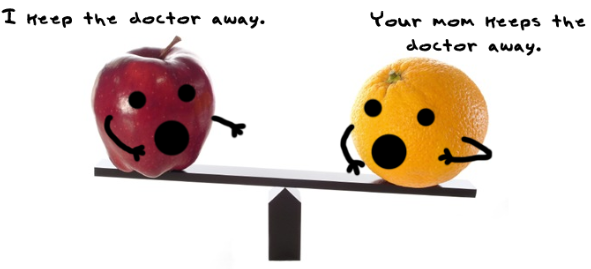 I keep the doctor away.
Your mom keeps the
doctor away.